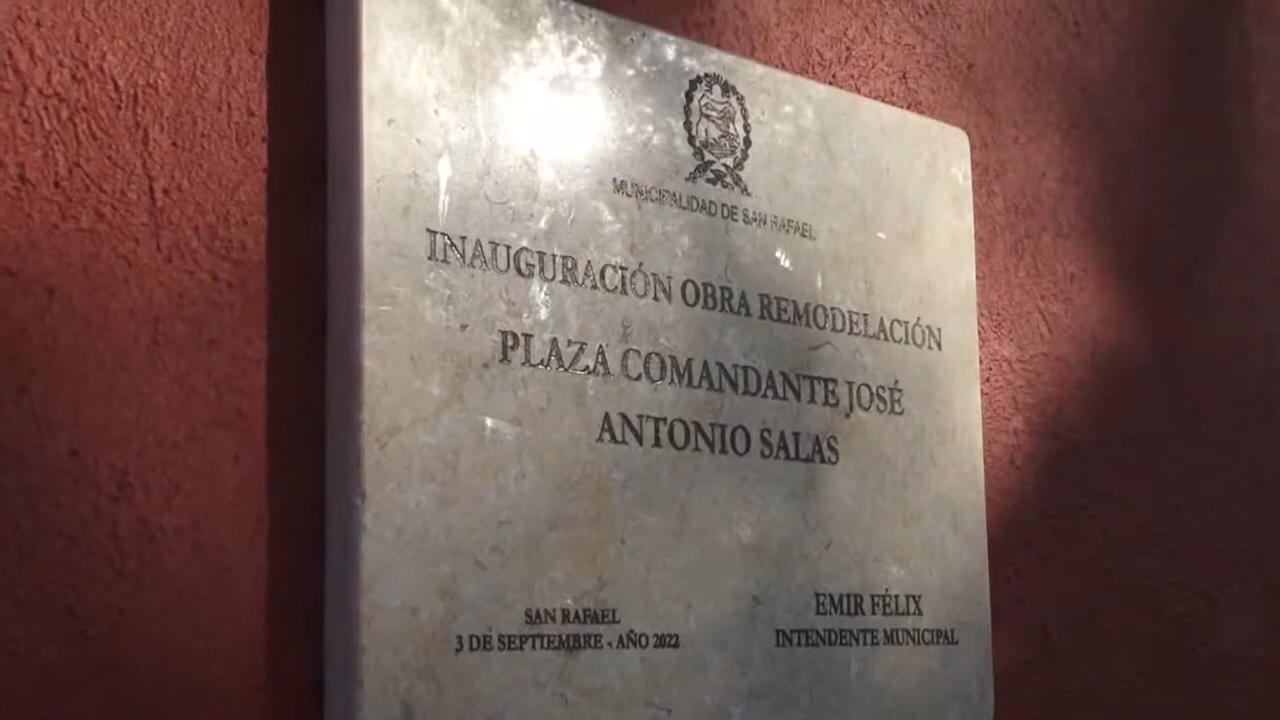 MUNICIPALIDAD DE SAN RAFAEL
INAUGURACIÓN OBRA REMODELACIÓN
PLAZA COMANDANTE JOSÉ
ANTONIO SALAS
SAN RAFAEL
3 DE SEPTIEMBRE - AÑO 2022
EMIR FÉLIX
INTENDENTE MUNICIPAL